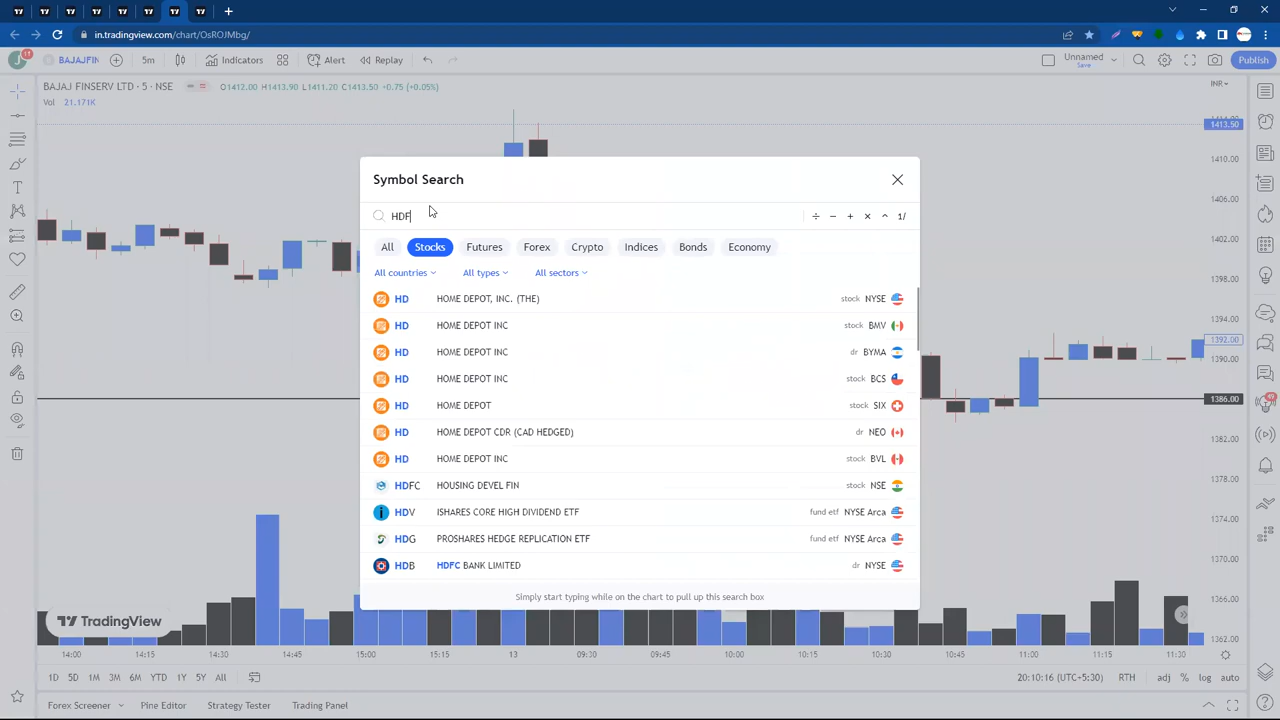 in.tradingview.com/chart/OsROJMbg/
J
11
BAJAJFIN
5m
Indicators
Alert
Replay
Unnamed
Save
Publish
BAJAJ FINSERV LTD · 5 · NSE
O1412.00 H1413.90 L1411.20 C1413.50 +0.75 (+0.05%)
Vol 21.171K
INR
1413.50
1410.00
1406.00
1402.00
1398.00
1394.00
1392.00
1390.00
1386.00
1382.00
1378.00
1374.00
1370.00
1366.00
1362.00
Symbol Search
HDF
1/
All Stocks Futures Forex Crypto Indices Bonds Economy
All countries All types All sectors
HD HOME DEPOT, INC. (THE) stock NYSE
HD HOME DEPOT INC stock BMV
HD HOME DEPOT INC dr BYMA
HD HOME DEPOT INC stock BCS
HD HOME DEPOT stock SIX
HD HOME DEPOT CDR (CAD HEDGED) dr NEO
HD HOME DEPOT INC stock BVL
HDFC HOUSING DEVEL FIN stock NSE
HDV ISHARES CORE HIGH DIVIDEND ETF fund etf NYSE Arca
HDG PROSHARES HEDGE REPLICATION ETF fund etf NYSE Arca
HDB HDFC BANK LIMITED dr NYSE
Simply start typing while on the chart to pull up this search box
TradingView
14:00 14:15 14:30 14:45 15:00 15:15 13 09:30 09:45 10:00 10:15 10:30 10:45 11:00 11:15 11:30
1D 5D 1M 3M 6M YTD 1Y 5Y All
20:10:16 (UTC+5:30) RTH adj % log auto
Forex Screener Pine Editor Strategy Tester Trading Panel